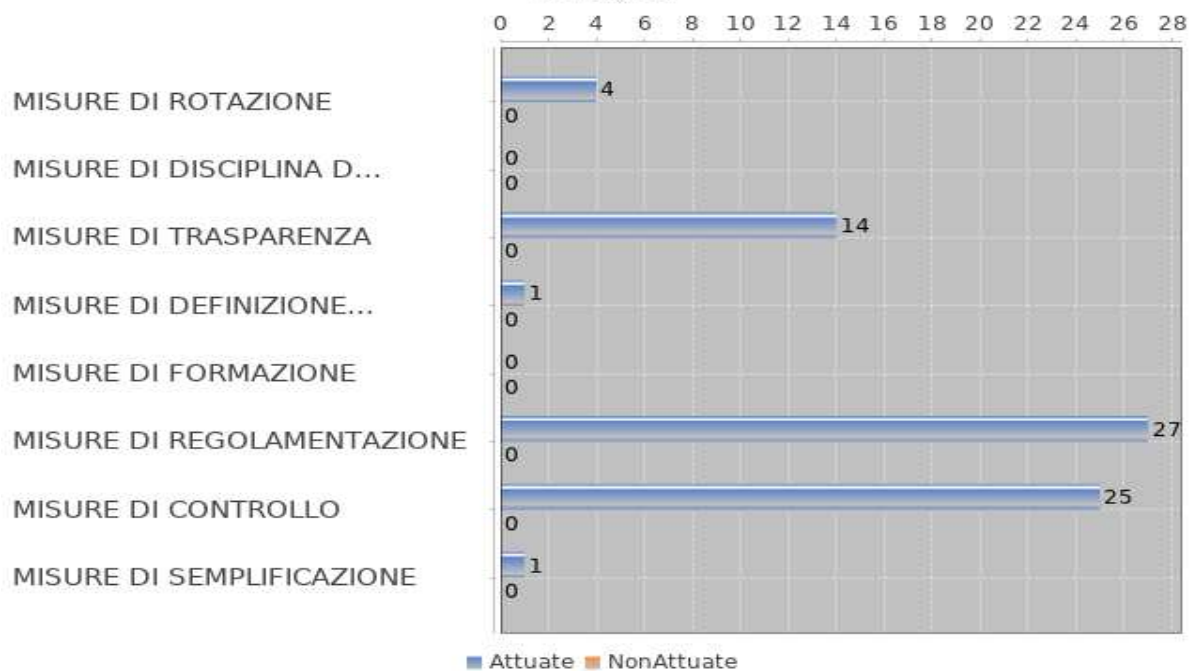 0 2 4 6 8 10 12 14 16 18 20 22 24 26 28
4
MISURE DI ROTAZIONE
0
0
MISURE DI DISCIPLINA D...
0
14
MISURE DI TRASPARENZA
0
1
MISURE DI DEFINIZIONE...
0
0
MISURE DI FORMAZIONE
0
27
MISURE DI REGOLAMENTAZIONE
0
25
MISURE DI CONTROLLO
0
1
MISURE DI SEMPLIFICAZIONE
0
Attuate NonAttuate